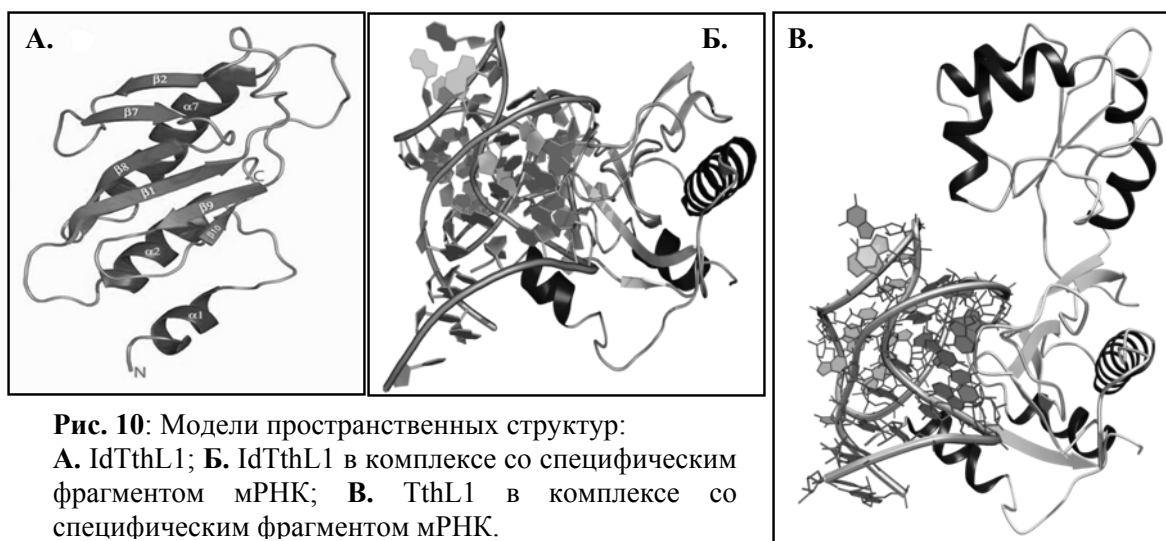 А.
β2
β7
α7
β8
β1
C
β9
β10
α2
α1
N
Б.
В.
Рис. 10: Модели пространственных структур:
А. IdTthL1; Б. IdTthL1 в комплексе со специфическим
фрагментом мРНК; В. TthL1 в комплексе со
специфическим фрагментом мРНК.